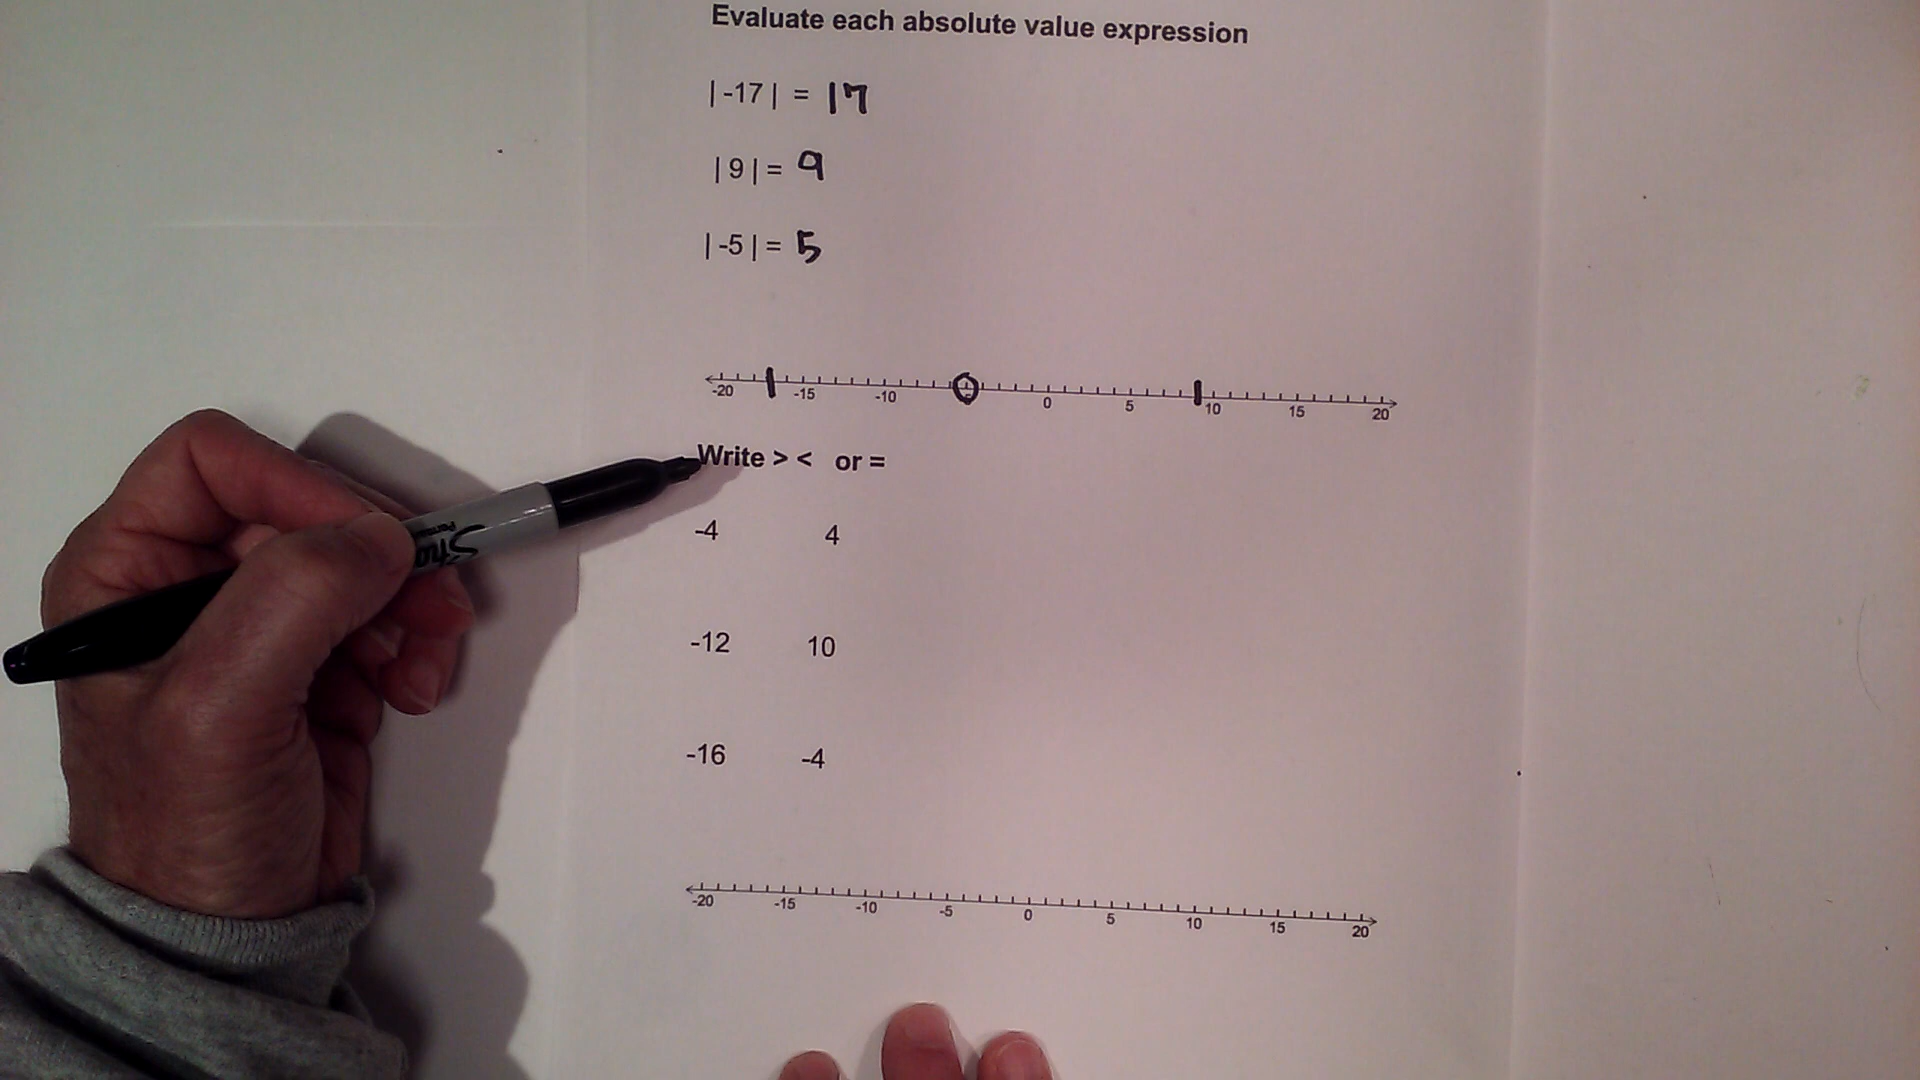 Evaluate each absolute value expression
| -17 | = 17
| 9 | = 9
| -5 | = 5
-20 -15 -10 0 5 10 15 20
Write > < or =
-4 4
-12 10
-16 -4
-20 -15 -10 -5 0 5 10 15 20